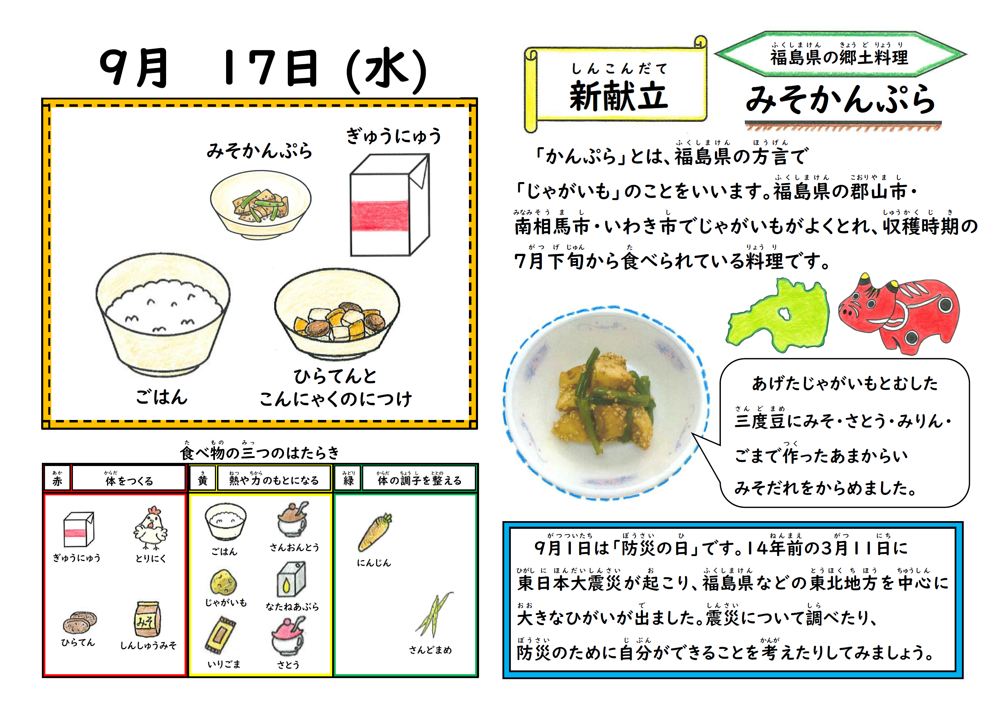 9月 17日(水)
みそかんぷら
ぎゅうにゅう
ごはん
ひらてんと
こんにゃくのにつけ
食べ物の三つのはたらき
た もの みっ
赤 体をつくる
あか からだ
黄 熱や力のもとになる
き ねつ ちから
緑 体の調子を整える
みどり からだ ちょうし ととの
ぎゅうにゅう
とりにく
ひらてん
みそ
しんしゅうみそ
ごはん
さんおんとう
じゃがいも
なたねあぶら
いりごま
さとう
にんじん
さんどまめ
しんこんだて
新献立
ふくしまけん きょうどりょうり
福島県の郷土料理
みそかんぷら
ふくしまけん ほうげん
「かんぷら」とは、福島県の方言で
ふくしまけん こおりやまし
「じゃがいも」のことをいいます。福島県の郡山市・
みなみそうまし し しゅうかくじき
南相馬市・いわき市でじゃがいもがよくとれ、収穫時期の
がつげじゅん た りょうり
7月下旬から食べられている料理です。
あげたじゃがいもとむした
さんどまめ
三度豆にみそ・さとう・みりん・
つく
ごまで作ったあまからい
みそだれをからめました。
がつついたち ぼうさい ひ ねんまえ がつ にち
9月1日は「防災の日」です。14年前の3月11日に
ひがしにほんだいしんさい お ふくしまけん とうほくちほう ちゅうしん
東日本大震災が起こり、福島県などの東北地方を中心に
おお で しんさい しら
大きなひがいが出ました。震災について調べたり、
ぼうさい じぶん かんが
防災のために自分ができることを考えたりしてみましょう。